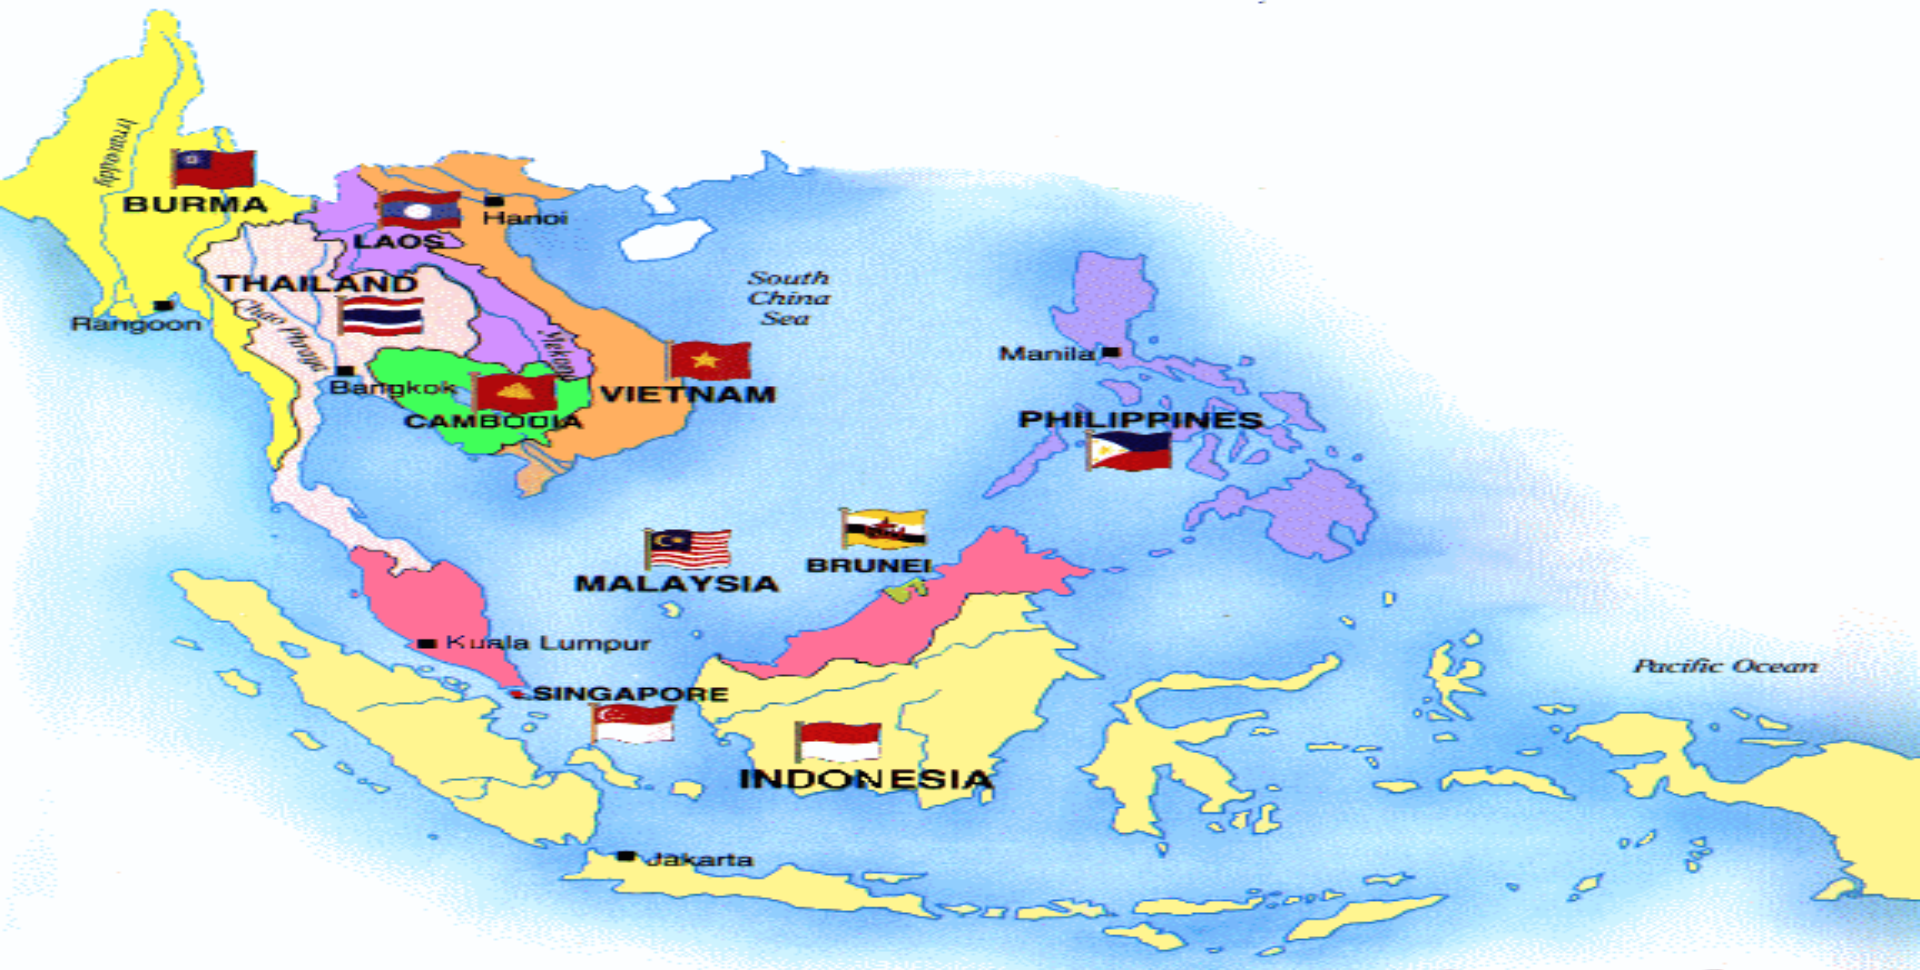 Irrawaddy
BURMA
LAOS
Hanoi
THAILAND
Rangoon
Chao Phraya
Bangkok
Mekong
CAMBODIA
VIETNAM
South
China
Sea
Manila
PHILIPPINES
MALAYSIA
BRUNEI
Kuala Lumpur
SINGAPORE
INDONESIA
Pacific Ocean
Jakarta